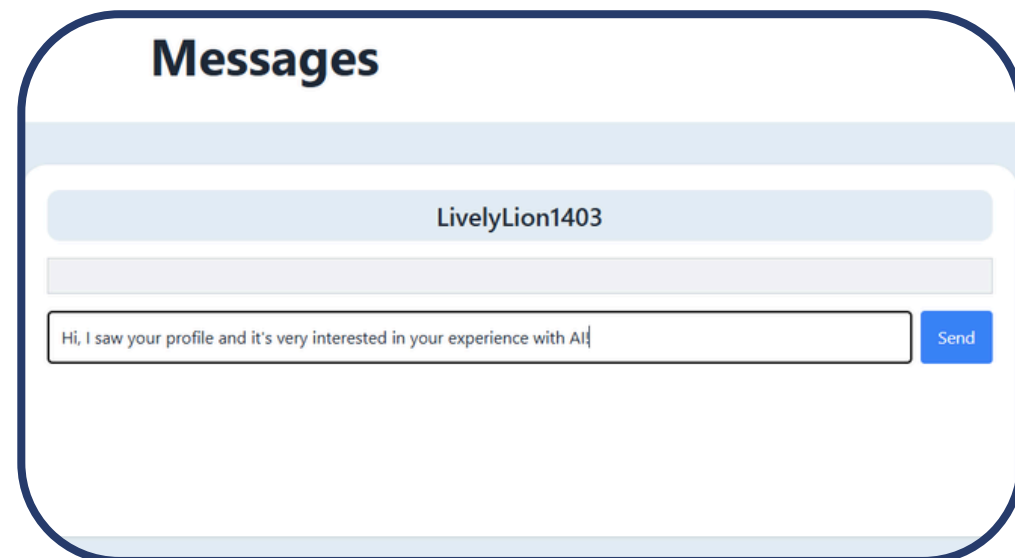 Messages
LivelyLion1403
Hi, I saw your profile and it's very interested in your experience with AI!
Send